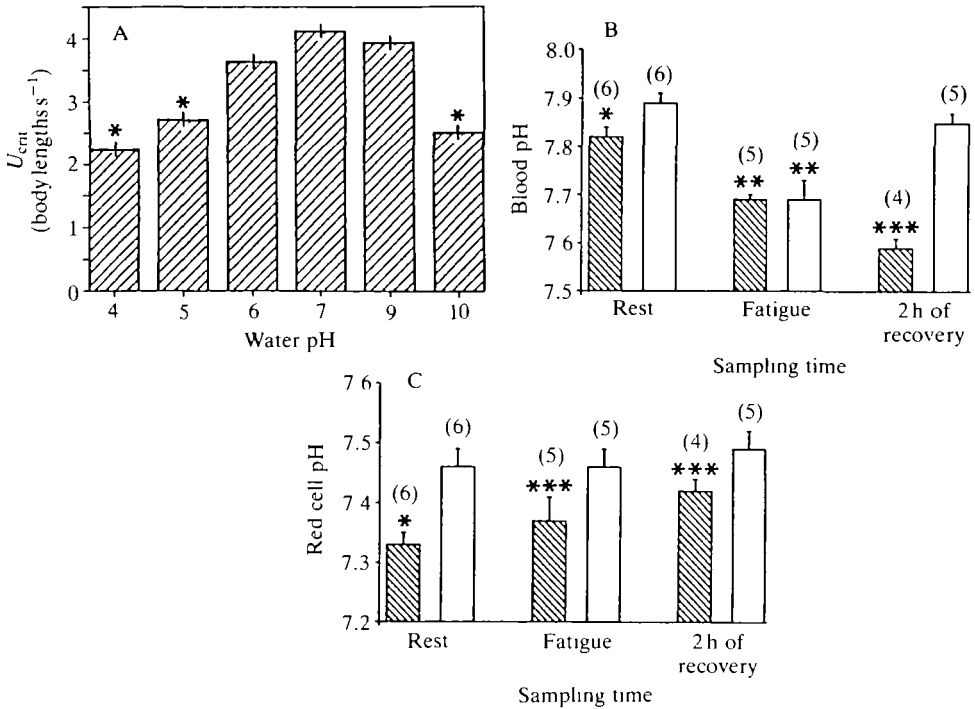 A
U crit
(body lengths s⁻¹)
4
3
2
1
0
*
*
*
4 5 6 7 9 10
Water pH
B
Blood pH
8.0
7.9
7.8
7.7
7.6
7.5
(6)
*
(6)
(5)
**
(5)
**
(4)
***
(5)
Rest
Fatigue
2 h of
recovery
Sampling time
C
Red cell pH
7 6
7.5
7 4
7.3
7.2
(6)
*
(6)
(5)
***
(5)
(4)
***
(5)
Rest
Fatigue
2 h of
recovery
Sampling time